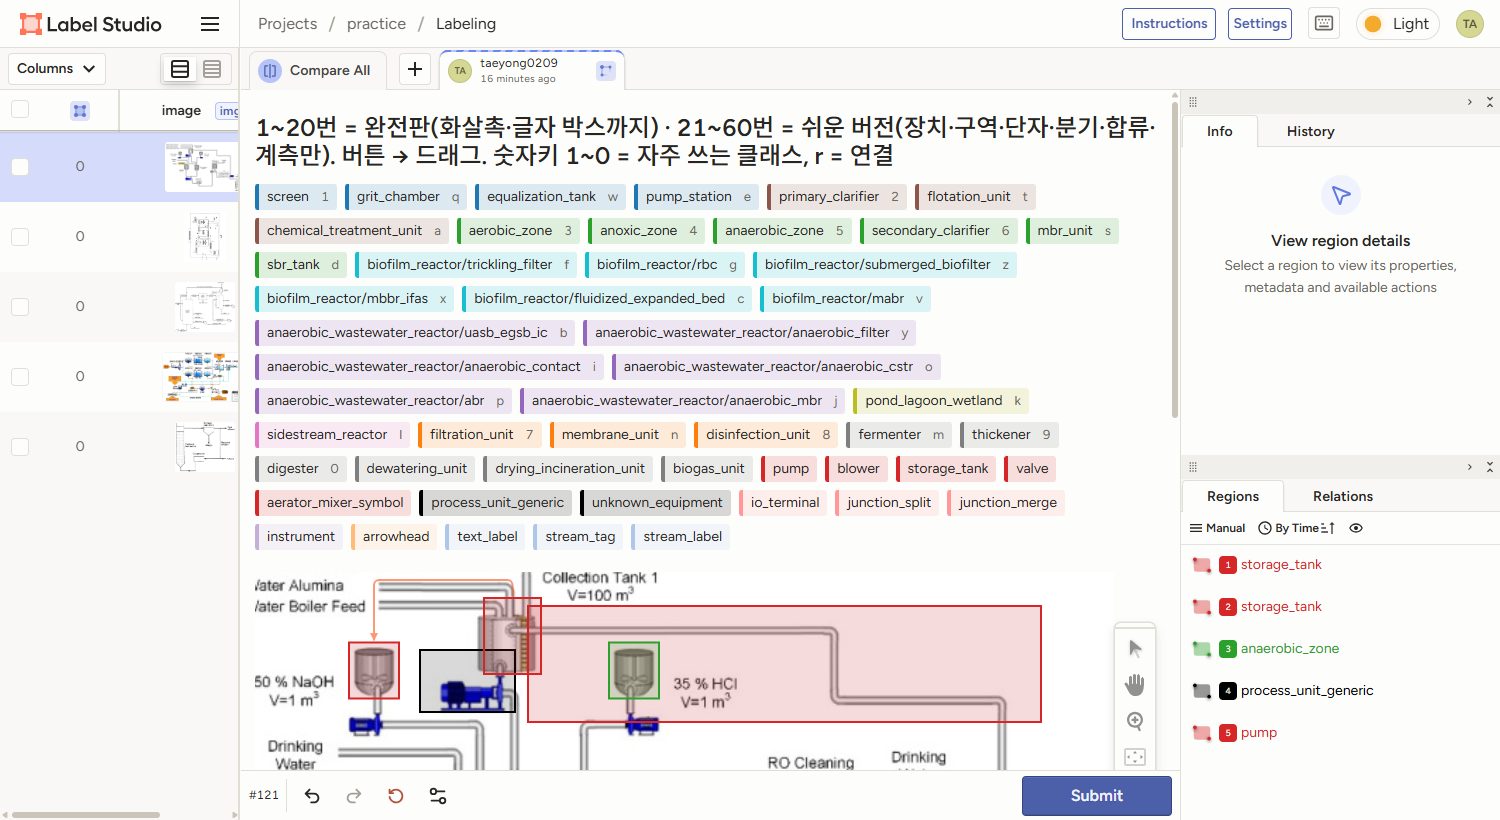 Label Studio
Projects / practice / Labeling
Instructions
Settings
Light
TA
Columns
Compare All
TA
taeyong0209
16 minutes ago
image
img
0
0
0
0
0
1~20번 = 완전판(화살촉·글자 박스까지) · 21~60번 = 쉬운 버전(장치·구역·단자·분기·합류·
계측만). 버튼 → 드래그. 숫자키 1~0 = 자주 쓰는 클래스, r = 연결
screen 1
grit_chamber q
equalization_tank w
pump_station e
primary_clarifier 2
flotation_unit t
chemical_treatment_unit a
aerobic_zone 3
anoxic_zone 4
anaerobic_zone 5
secondary_clarifier 6
mbr_unit s
sbr_tank d
biofilm_reactor/trickling_filter f
biofilm_reactor/rbc g
biofilm_reactor/submerged_biofilter z
biofilm_reactor/mbbr_ifas x
biofilm_reactor/fluidized_expanded_bed c
biofilm_reactor/mabr v
anaerobic_wastewater_reactor/uasb_egsb_ic b
anaerobic_wastewater_reactor/anaerobic_filter y
anaerobic_wastewater_reactor/anaerobic_contact i
anaerobic_wastewater_reactor/anaerobic_cstr o
anaerobic_wastewater_reactor/abr p
anaerobic_wastewater_reactor/anaerobic_mbr j
pond_lagoon_wetland k
sidestream_reactor l
filtration_unit 7
membrane_unit n
disinfection_unit 8
fermenter m
thickener 9
digester 0
dewatering_unit
drying_incineration_unit
biogas_unit
pump
blower
storage_tank
valve
aerator_mixer_symbol
process_unit_generic
unknown_equipment
io_terminal
junction_split
junction_merge
instrument
arrowhead
text_label
stream_tag
stream_label
Collection Tank 1
V=100 m³
Water Alumina
Water Boiler Feed
50 % NaOH
V=1 m³
35 % HCl
V=1 m³
Drinking
Water
RO Cleaning
Drinking
#121
Submit
Info
History
View region details
Select a region to view its properties,
metadata and available actions
Regions
Relations
Manual
By Time
1 storage_tank
2 storage_tank
3 anaerobic_zone
4 process_unit_generic
5 pump